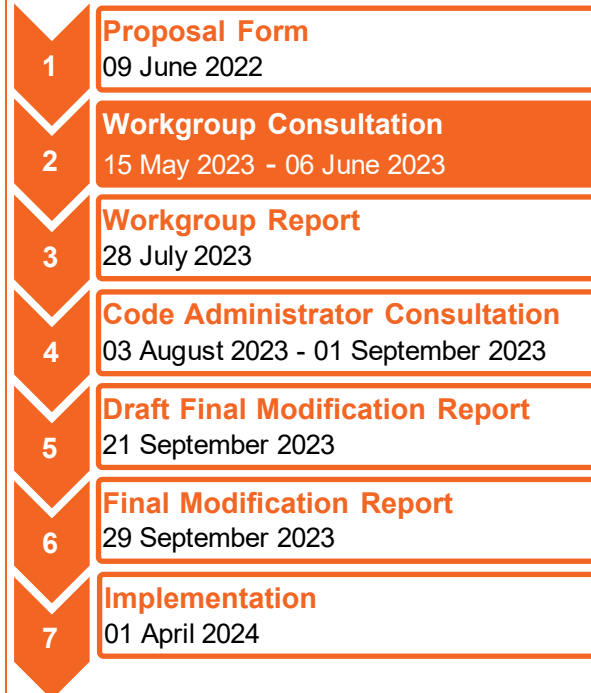 1
Proposal Form
09 June 2022
2
Workgroup Consultation
15 May 2023 - 06 June 2023
3
Workgroup Report
28 July 2023
4
Code Administrator Consultation
03 August 2023 - 01 September 2023
5
Draft Final Modification Report
21 September 2023
6
Final Modification Report
29 September 2023
7
Implementation
01 April 2024